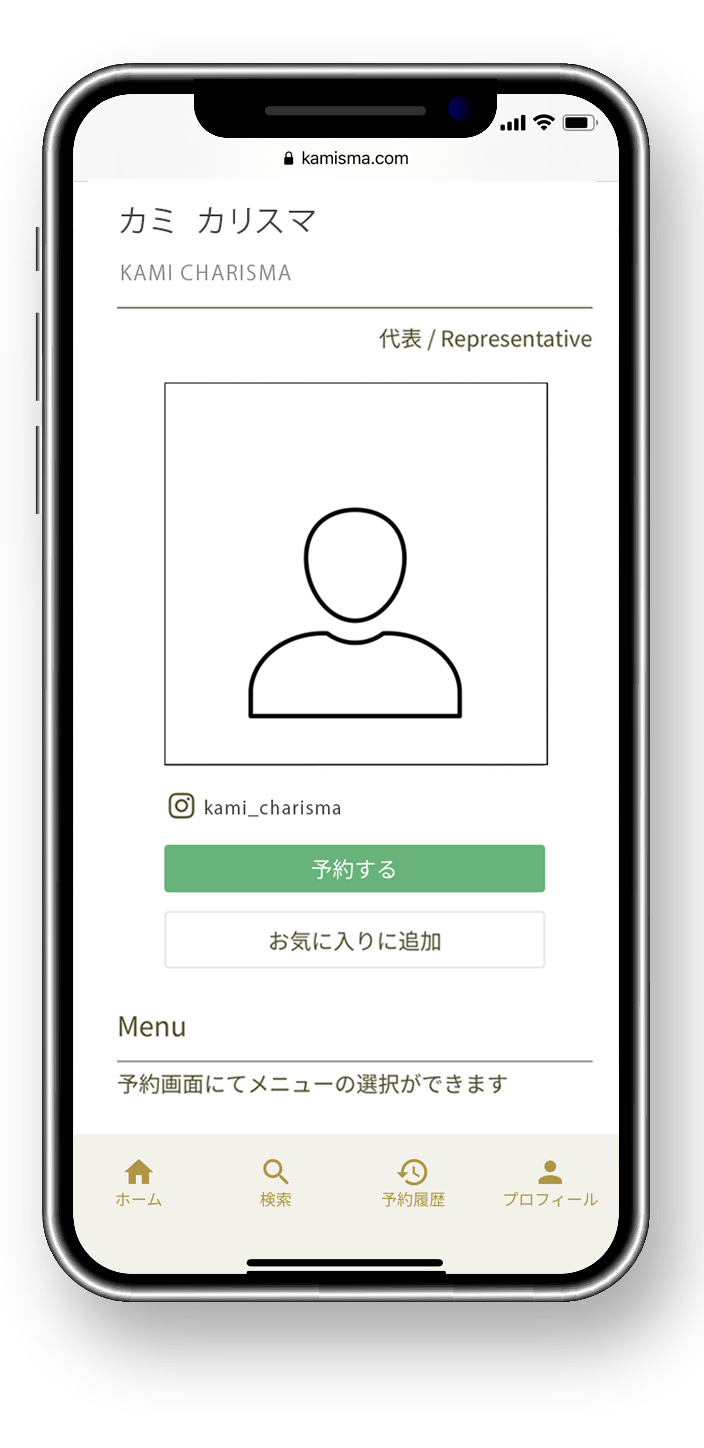 kamisma.com
カミ カリスマ
KAMI CHARISMA
代表 / Representative
kami_charisma
予約する
お気に入りに追加
Menu
予約画面にてメニューの選択ができます
ホーム 検索 予約履歴 プロフィール